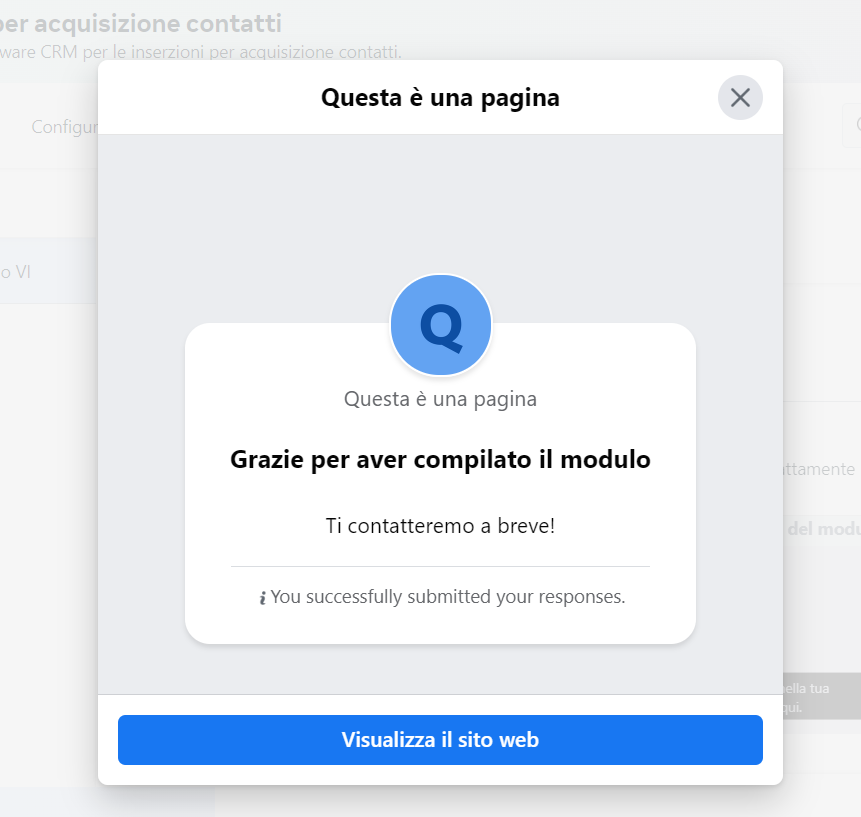 per acquisizione contatti
ware CRM per le inserzioni per acquisizione contatti.
Questa è una pagina
Configur
o VI
Q
Questa è una pagina
Grazie per aver compilato il modulo
ttamente
Ti contatteremo a breve!
del modu
You successfully submitted your responses.
ella tua
qui.
Visualizza il sito web